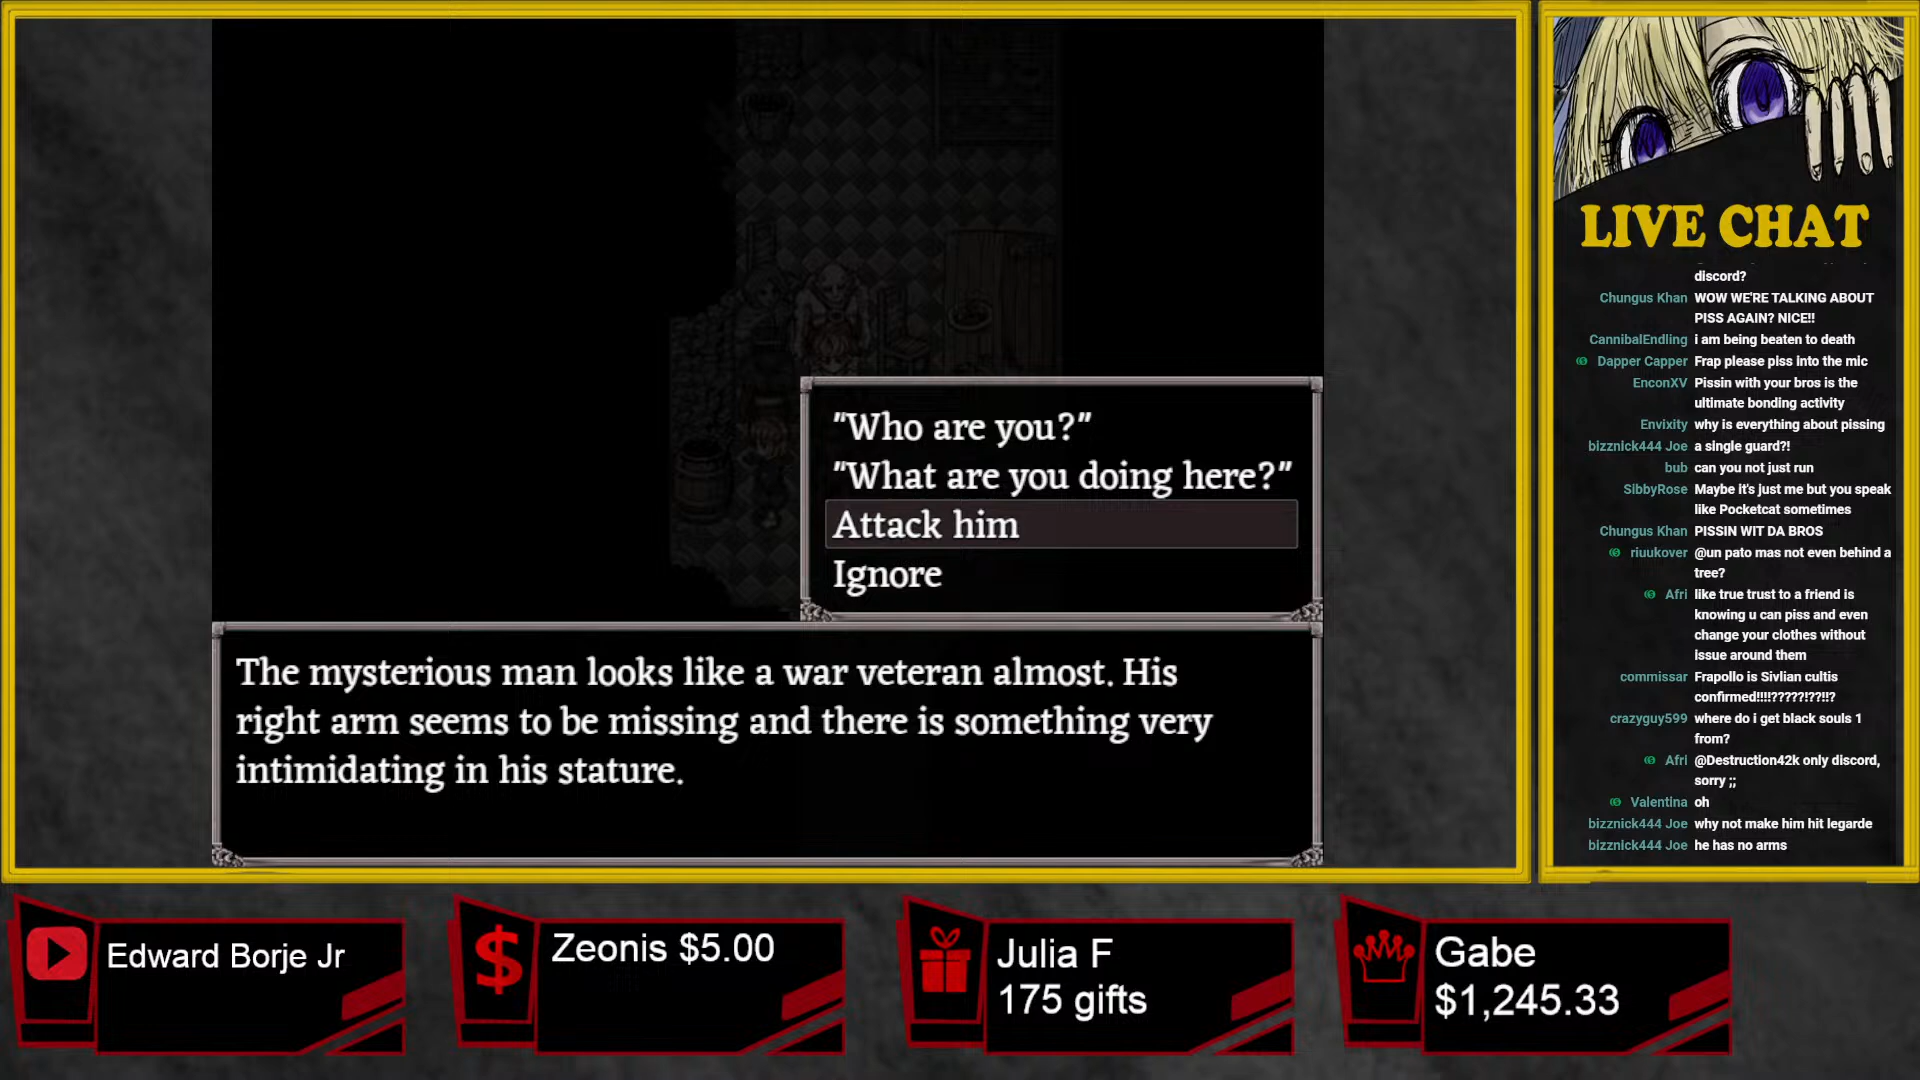 "Who are you?"
"What are you doing here?"
Attack him
Ignore
The mysterious man looks like a war veteran almost. His
right arm seems to be missing and there is something very
intimidating in his stature.
LIVE CHAT
discord?
Chungus Khan WOW WE'RE TALKING ABOUT
PISS AGAIN? NICE!!
CannibalEndling i am being beaten to death
Dapper Capper Frap please piss into the mic
EnconXV Pissin with your bros is the
ultimate bonding activity
Envixity why is everything about pissing
bizznick444 Joe a single guard?!
bub can you not just run
SibbyRose Maybe it's just me but you speak
like Pocketcat sometimes
Chungus Khan PISSIN WIT DA BROS
riuukover @un pato mas not even behind a
tree?
Afri like true trust to a friend is
knowing u can piss and even
change your clothes without
issue around them
commissar Frapollo is Sivlian cultis
confirmed!!!!?????!??!!?
crazyguy599 where do i get black souls 1
from?
Afri @Destruction42k only discord,
sorry ;;
Valentina oh
bizznick444 Joe why not make him hit legarde
bizznick444 Joe he has no arms
Edward Borje Jr
$
Zeonis $5.00
Julia F
175 gifts
Gabe
$1,245.33